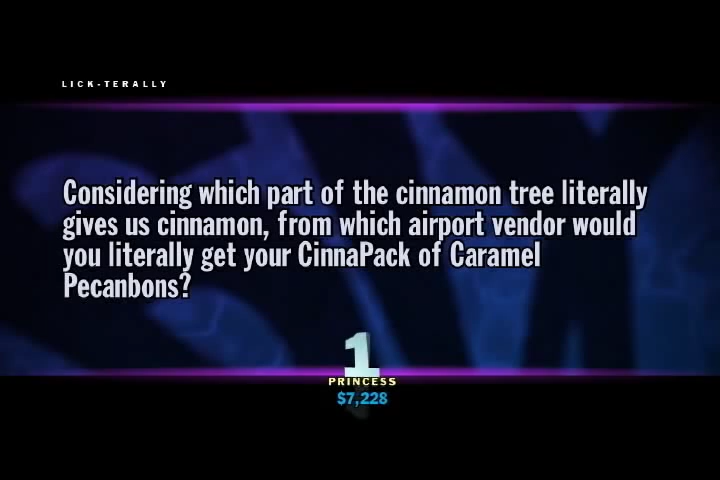 LICK-TERALLY
Considering which part of the cinnamon tree literally
gives us cinnamon, from which airport vendor would
you literally get your CinnaPack of Caramel
Pecanbons?
1
PRINCESS
$7,228